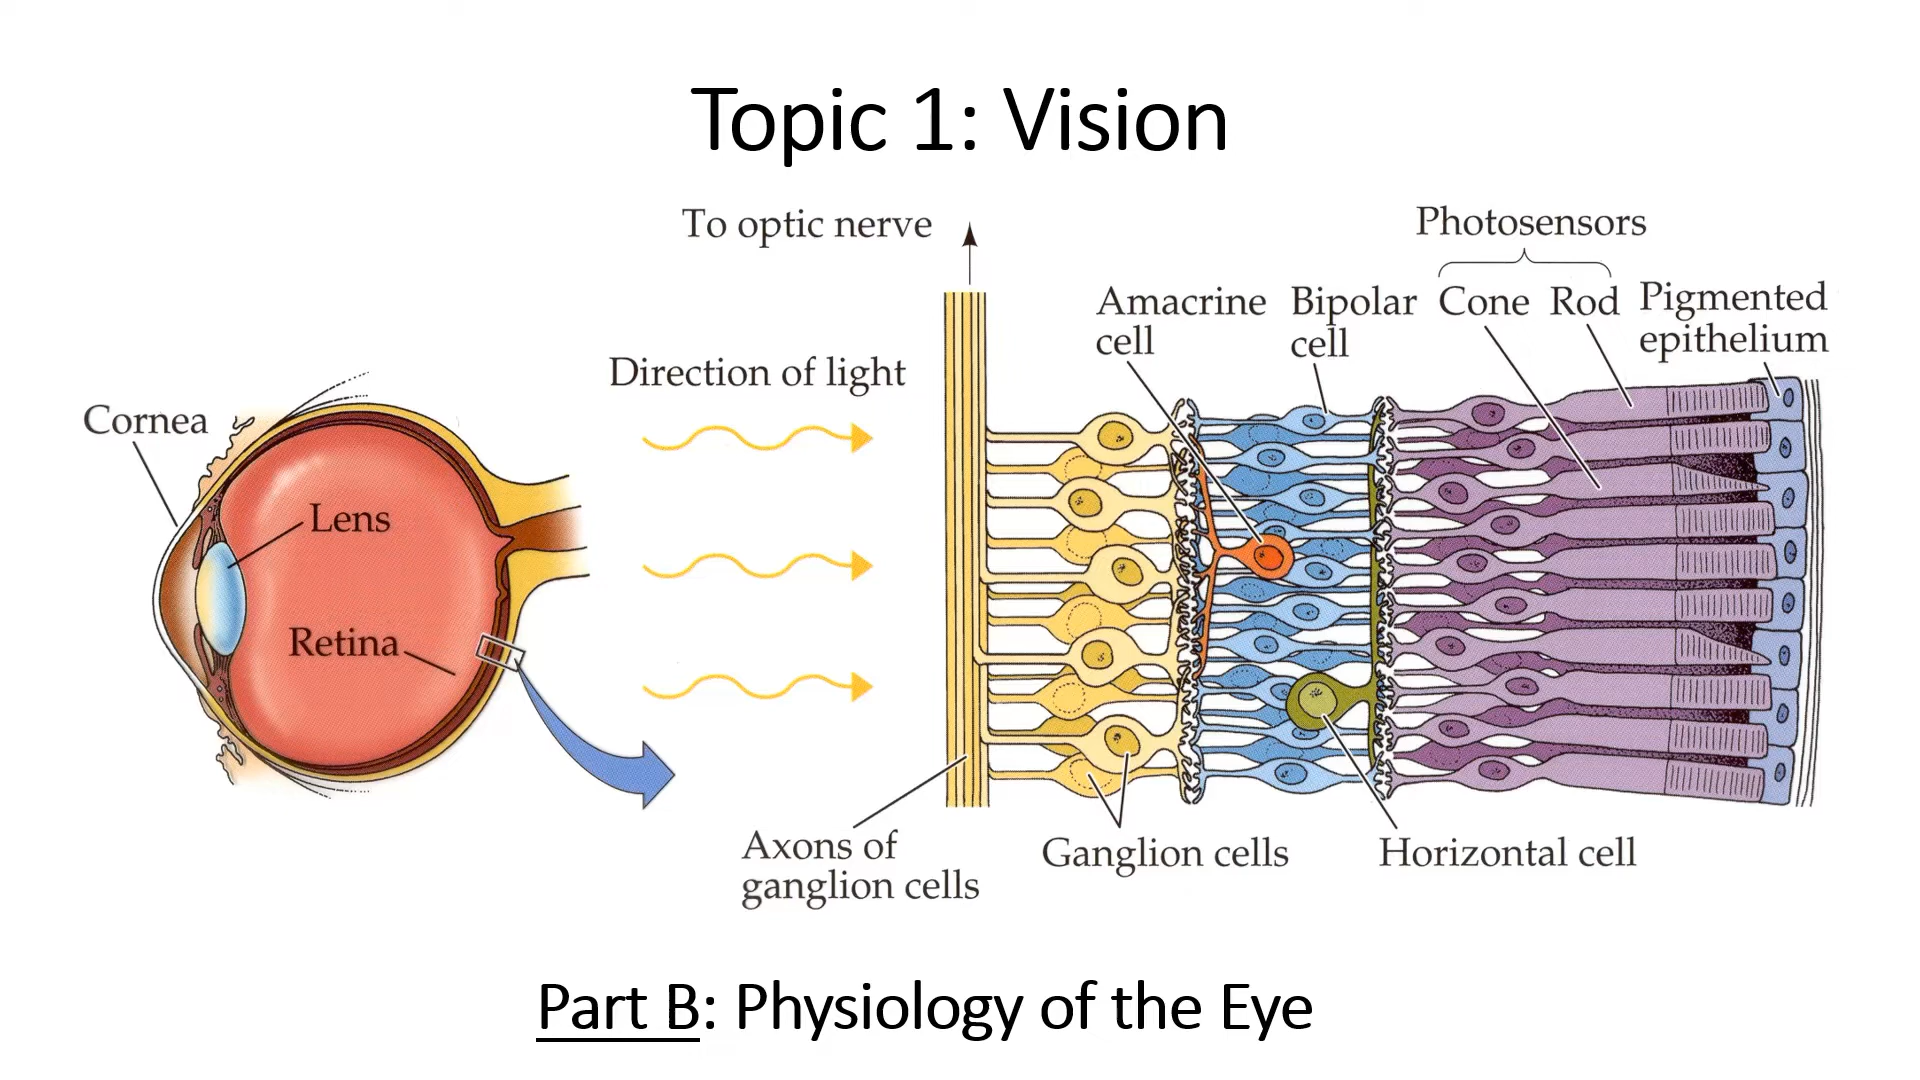 Topic 1: Vision
To optic nerve
Photosensors
Amacrine
cell
Bipolar
cell
Cone
Rod
Pigmented
epithelium
Direction of light
Cornea
Lens
Retina
Axons of
ganglion cells
Ganglion cells
Horizontal cell
Part B: Physiology of the Eye